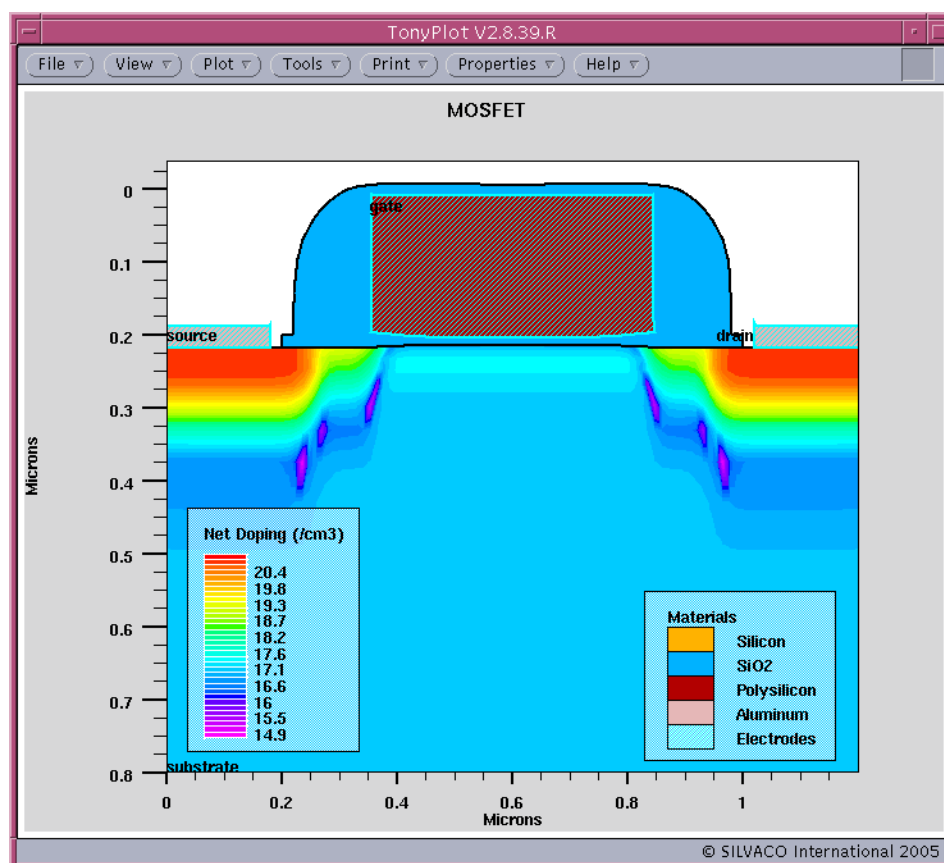 TonyPlot V2.8.39.R
File View Plot Tools Print Properties Help
MOSFET
0
gate
0.1
0.2
source
drain
0.3
0.4
0.5
0.6
0.7
0.8
Microns
Net Doping (/cm3)
20.4
19.8
19.3
18.7
18.2
17.6
17.1
16.6
16
15.5
14.9
Materials
Silicon
SiO2
Polysilicon
Aluminum
Electrodes
substrate
0 0.2 0.4 0.6 0.8 1
Microns
© SILVACO International 2005